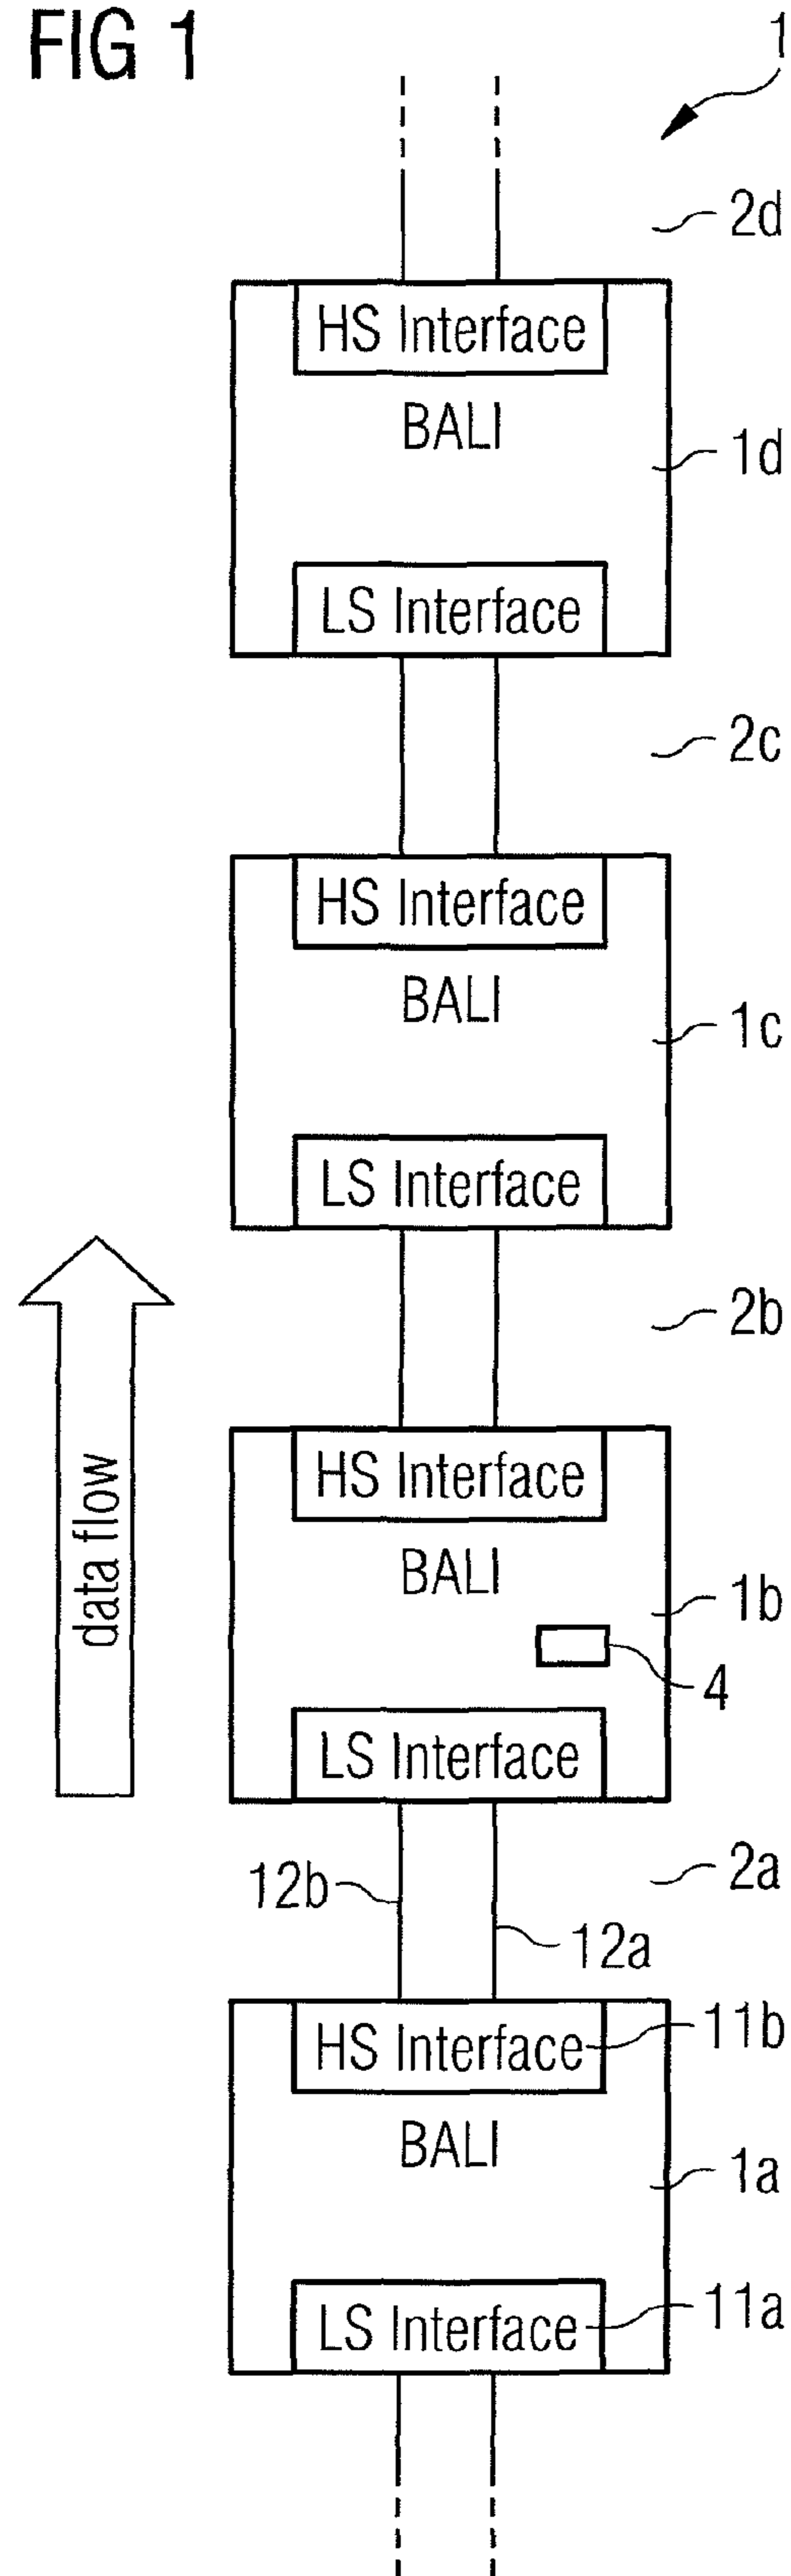 FIG 1
1
2d
HS Interface
BALI
1d
LS Interface
2c
HS Interface
BALI
1c
LS Interface
2b
HS Interface
data flow
BALI
1b
4
LS Interface
2a
12b
12a
HS Interface
11b
BALI
1a
LS Interface
11a